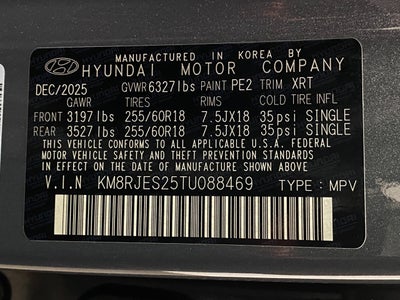 MANUFACTURED IN KOREA BY
HYUNDAI MOTOR COMPANY
DEC/2025 GVWR 6327lbs PAINT PE2 TRIM XRT
GAWR TIRES RIMS COLD TIRE INFL
FRONT 3197lbs 255/60R18 7.5JX18 35psi SINGLE
REAR 3527lbs 255/60R18 7.5JX18 35psi SINGLE
THIS VEHICLE CONFORMS TO ALL APPLICABLE U.S.A. FEDERAL
MOTOR VEHICLE SAFETY AND THEFT PREVENTION STANDARDS
IN EFFECT ON THE DATE OF MANUFACTURE SHOWN ABOVE.
V.I.N KM8RJES25TU088469 TYPE : MPV